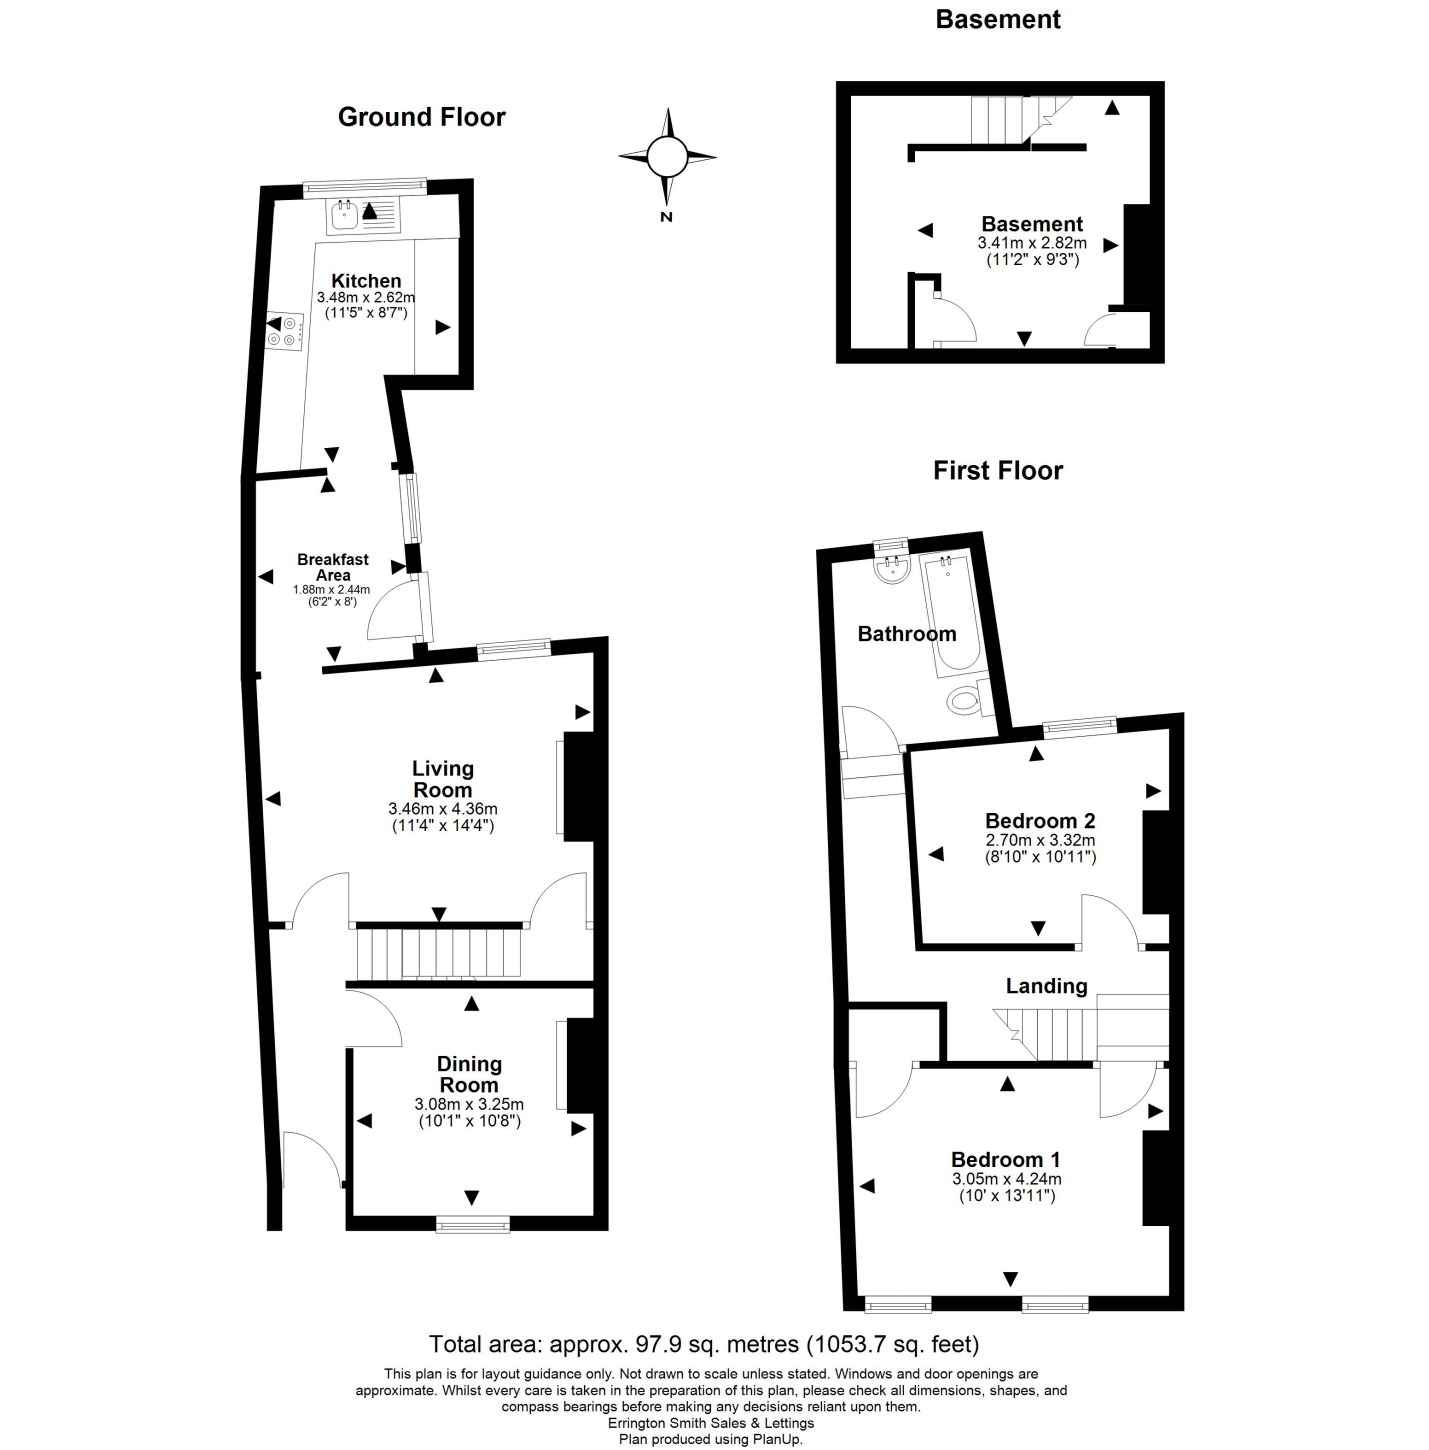 Basement
Ground Floor
N
Basement
3.41m x 2.82m
(11'2" x 9'3")
Kitchen
3.48m x 2.62m
(11'5" x 8'7")
First Floor
Breakfast
Area
1.88m x 2.44m
(6'2" x 8')
Bathroom
Living
Room
3.46m x 4.36m
(11'4" x 14'4")
Bedroom 2
2.70m x 3.32m
(8'10" x 10'11")
Landing
Dining
Room
3.08m x 3.25m
(10'1" x 10'8")
Bedroom 1
3.05m x 4.24m
(10' x 13'11")
Total area: approx. 97.9 sq. metres (1053.7 sq. feet)
This plan is for layout guidance only. Not drawn to scale unless stated. Windows and door openings are
approximate. Whilst every care is taken in the preparation of this plan, please check all dimensions, shapes, and
compass bearings before making any decisions reliant upon them.
Errington Smith Sales & Lettings
Plan produced using PlanUp.